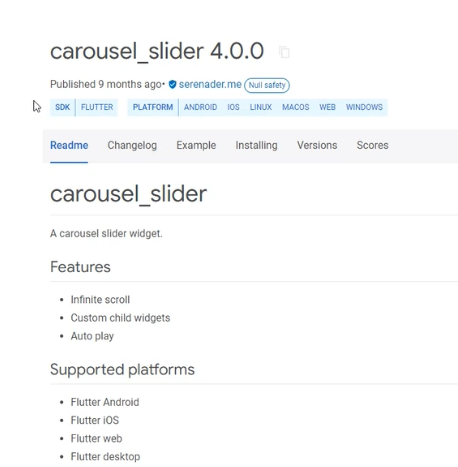 carousel_slider 4.0.0
Published 9 months ago• serenader.me Null safety
SDK FLUTTER PLATFORM ANDROID IOS LINUX MACOS WEB WINDOWS
Readme Changelog Example Installing Versions Scores
carousel_slider
A carousel slider widget.
Features
• Infinite scroll
• Custom child widgets
• Auto play
Supported platforms
• Flutter Android
• Flutter iOS
• Flutter web
• Flutter desktop